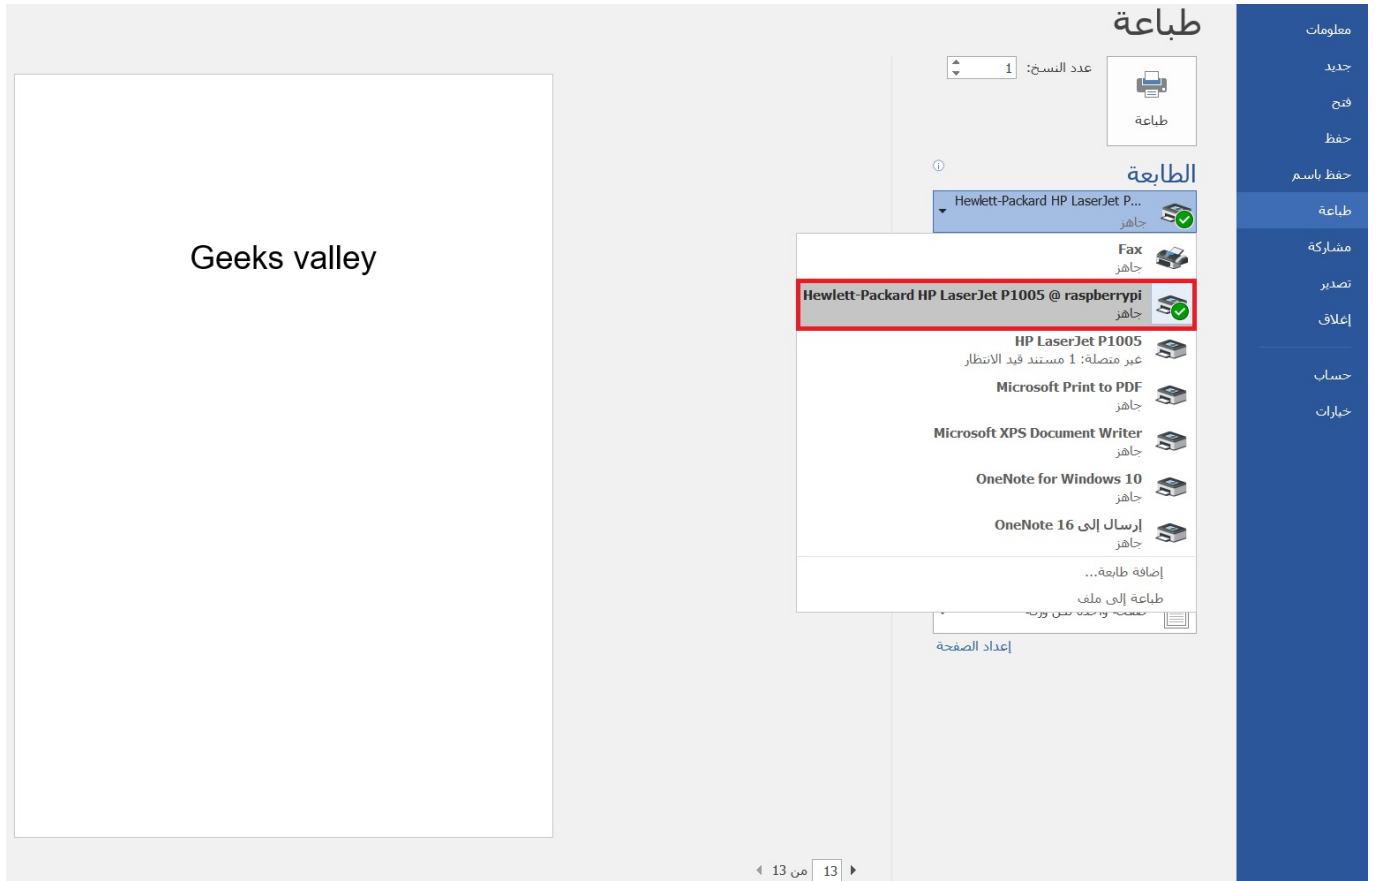 طباعة
عدد النسخ: 1
طباعة
الطابعة
Hewlett-Packard HP LaserJet P...
جاهز
Fax
جاهز
Hewlett-Packard HP LaserJet P1005 @ raspberrypi
جاهز
HP LaserJet P1005
غير متصلة: 1 مستند قيد الانتظار
Microsoft Print to PDF
جاهز
Microsoft XPS Document Writer
جاهز
OneNote for Windows 10
جاهز
إرسال إلى OneNote 16
جاهز
إضافة طابعة...
طباعة إلى ملف
إعداد الصفحة
معلومات
جديد
فتح
حفظ
حفظ باسم
طباعة
مشاركة
تصدير
إغلاق
حساب
خيارات
Geeks valley
13 من 13